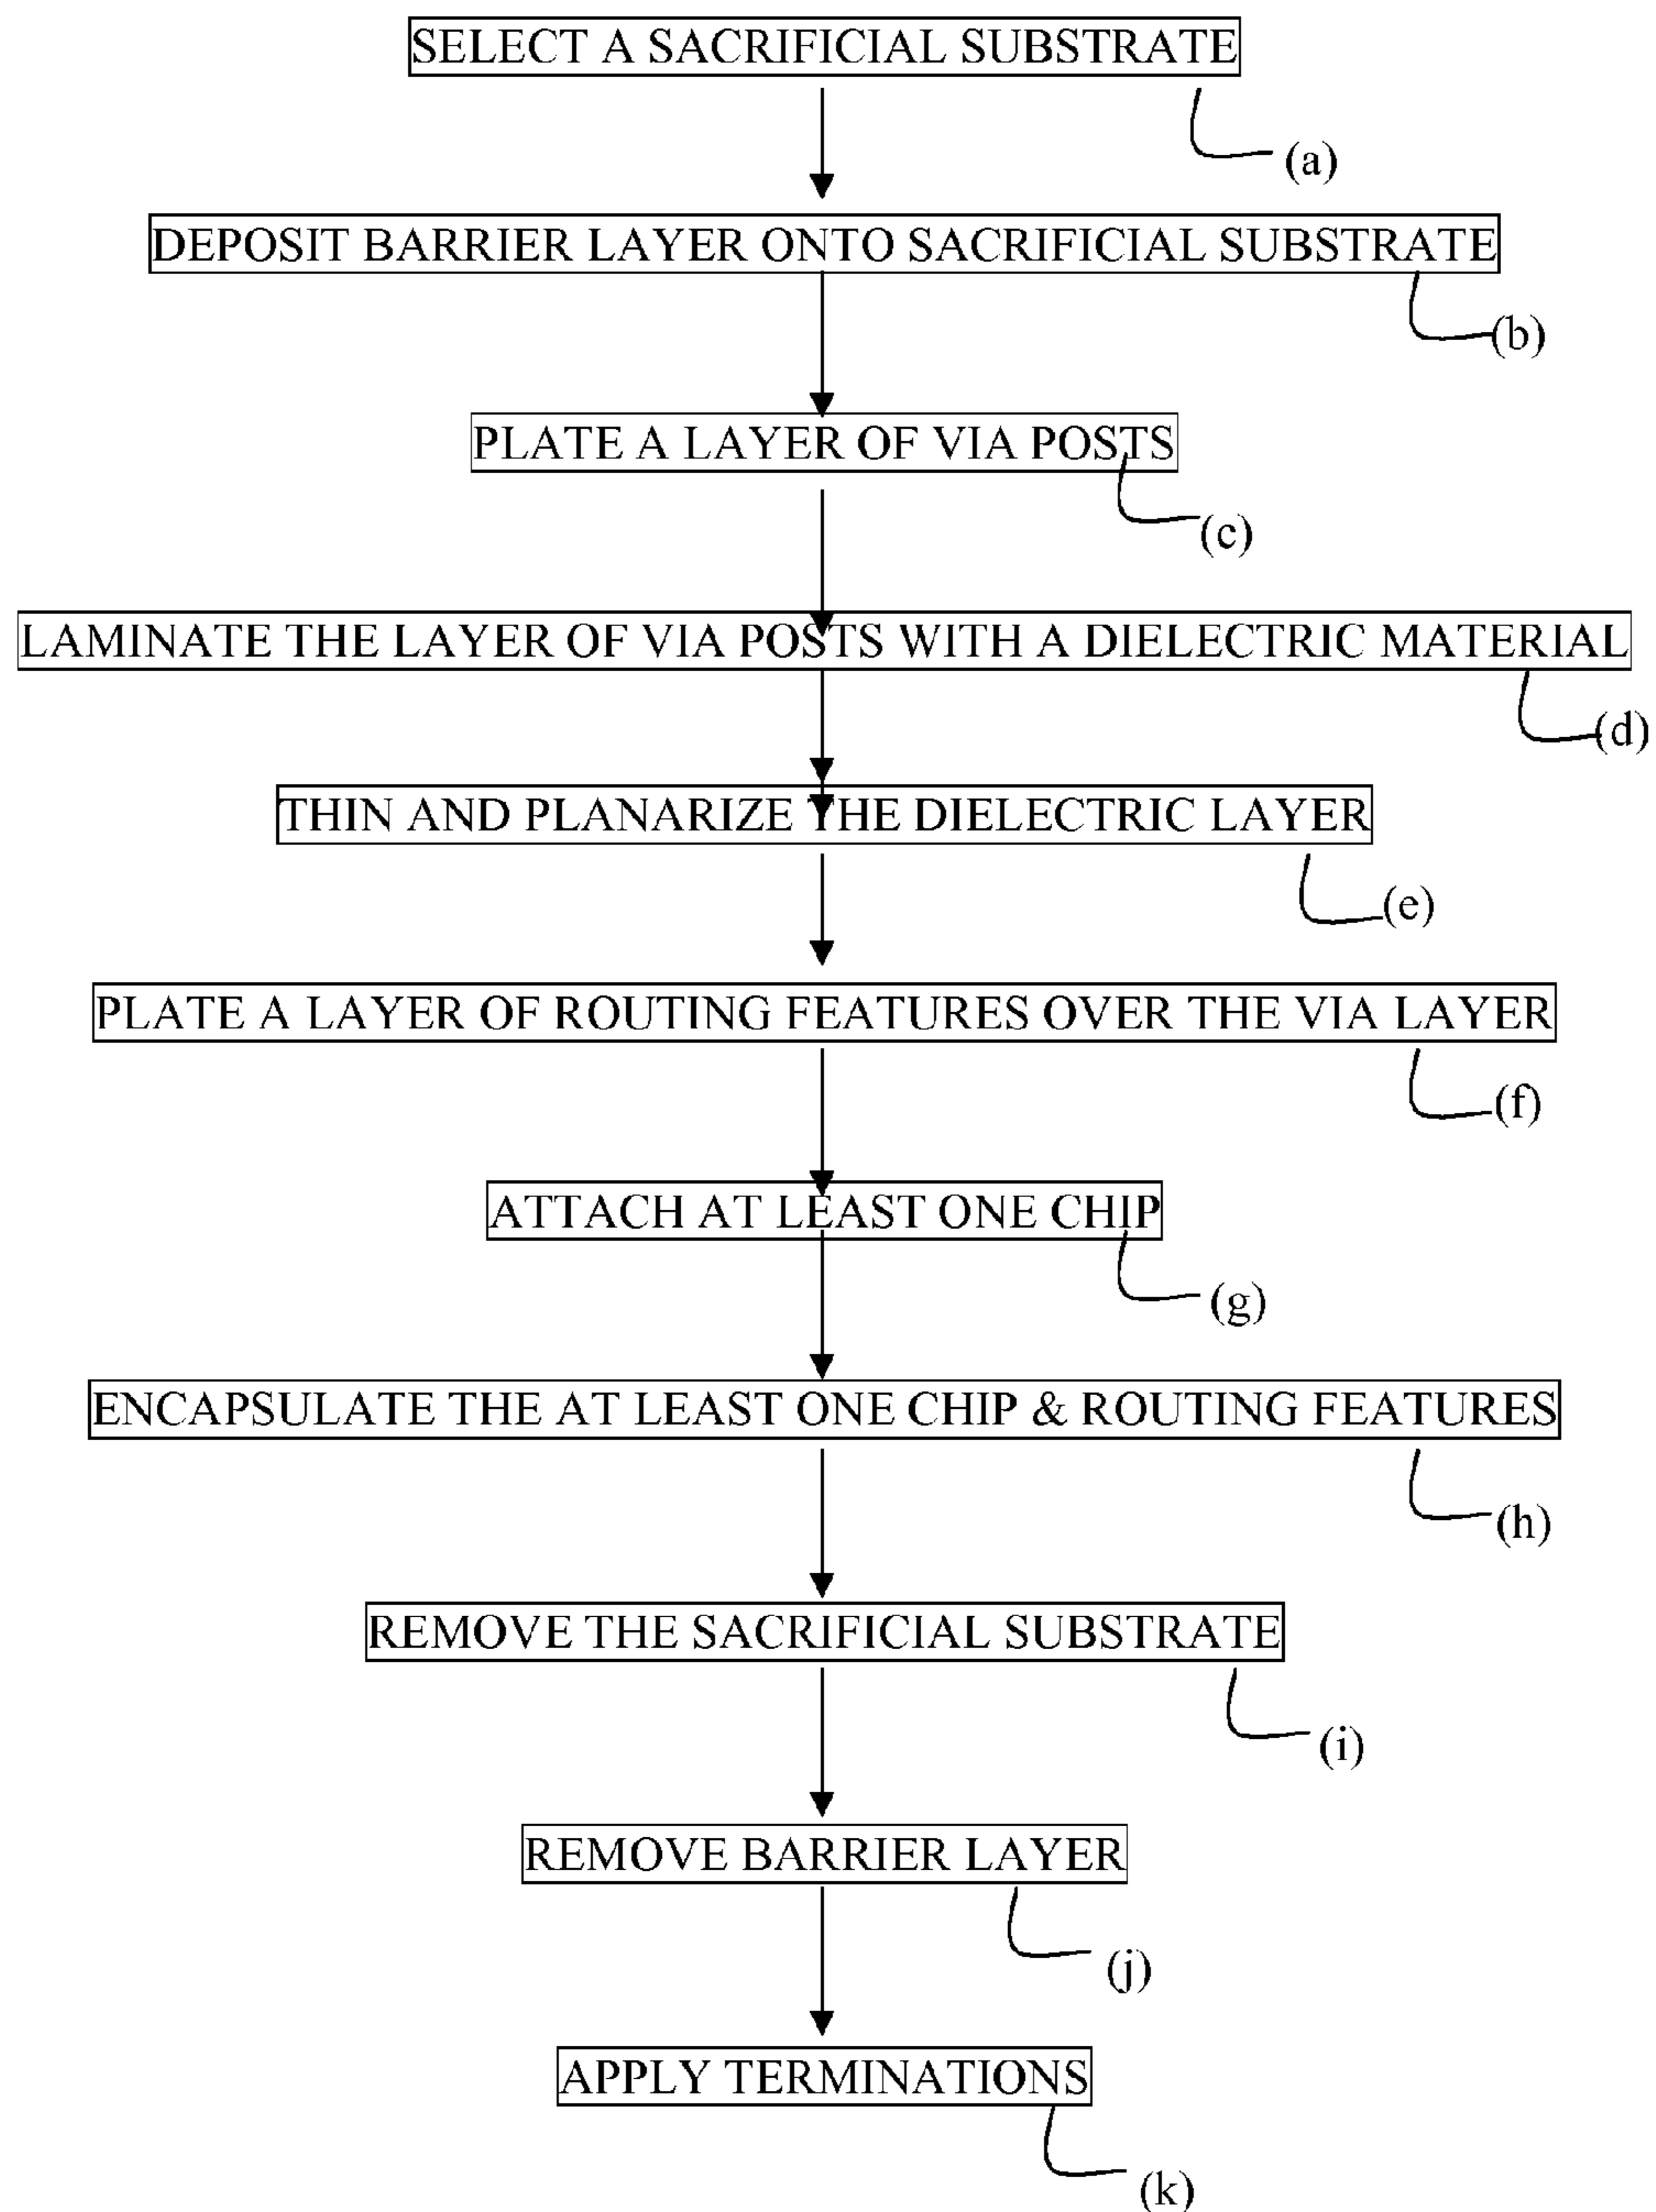 SELECT A SACRIFICIAL SUBSTRATE
(a)
DEPOSIT BARRIER LAYER ONTO SACRIFICIAL SUBSTRATE
(b)
PLATE A LAYER OF VIA POSTS
(c)
LAMINATE THE LAYER OF VIA POSTS WITH A DIELECTRIC MATERIAL
(d)
THIN AND PLANARIZE THE DIELECTRIC LAYER
(e)
PLATE A LAYER OF ROUTING FEATURES OVER THE VIA LAYER
(f)
ATTACH AT LEAST ONE CHIP
(g)
ENCAPSULATE THE AT LEAST ONE CHIP & ROUTING FEATURES
(h)
REMOVE THE SACRIFICIAL SUBSTRATE
(i)
REMOVE BARRIER LAYER
(j)
APPLY TERMINATIONS
(k)